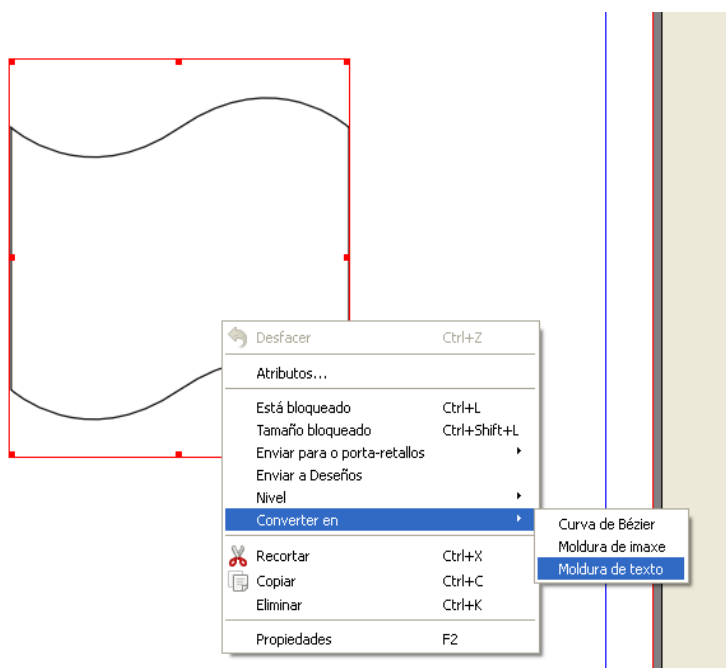 Desfacer Ctrl+Z
Atributos...
Está bloqueado Ctrl+L
Tamaño bloqueado Ctrl+Shift+L
Enviar para o porta-retallos
Enviar a Deseños
Nivel
Converter en
Curva de Bézier
Moldura de imaxe
Moldura de texto
Recortar Ctrl+X
Copiar Ctrl+C
Eliminar Ctrl+K
Propiedades F2